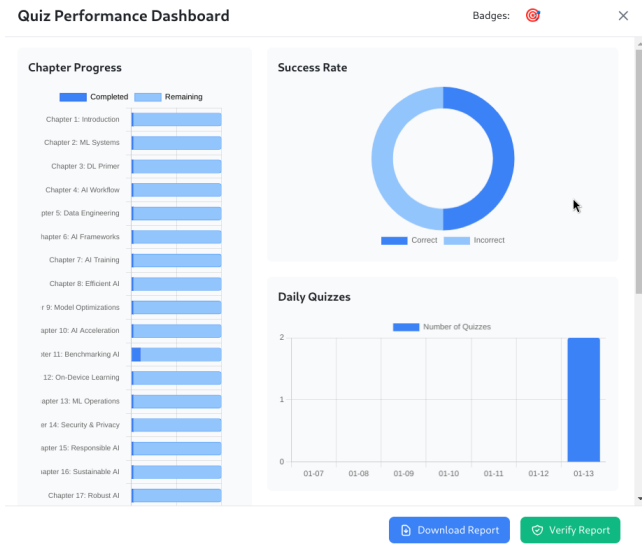 Quiz Performance Dashboard
Badges:
Chapter Progress
Completed Remaining
Chapter 1: Introduction
Chapter 2: ML Systems
Chapter 3: DL Primer
Chapter 4: AI Workflow
pter 5: Data Engineering
hapter 6: AI Frameworks
Chapter 7: AI Training
Chapter 8: Efficient AI
r 9: Model Optimizations
apter 10: AI Acceleration
ter 11: Benchmarking AI
12: On-Device Learning
apter 13: ML Operations
er 14: Security & Privacy
apter 15: Responsible AI
apter 16: Sustainable AI
Chapter 17: Robust AI
Success Rate
Correct Incorrect
Daily Quizzes
Number of Quizzes
2
1
0
01-07 01-08 01-09 01-10 01-11 01-12 01-13
Download Report
Verify Report